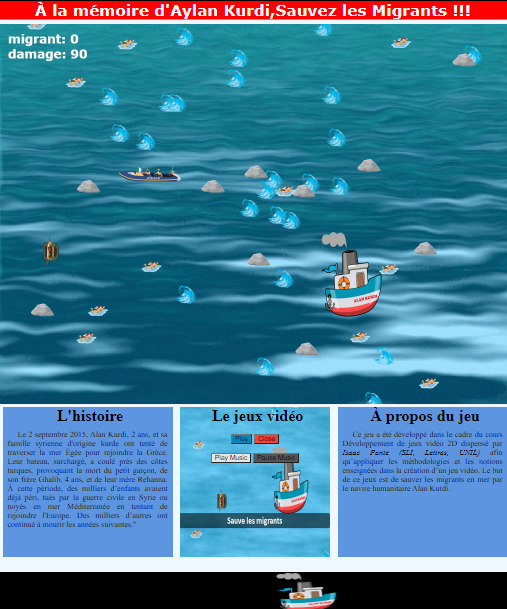 À la mémoire d'Aylan Kurdi,Sauvez les Migrants !!!
migrant: 0
damage: 90
ALAN KURDI
L'histoire
Le 2 septembre 2015, Alan Kurdi, 2 ans, et sa
famille syrienne d'origine kurde ont tenté de
traverser la mer Egée pour rejoindre la Grèce.
Leur bateau, surchargé, a coulé près des côtes
turques, provoquant la mort du petit garçon, de
son frère Ghalib, 4 ans, et de leur mère Rehanna.
À cette période, des milliers d'enfants avaient
déjà péri, tués par la guerre civile en Syrie ou
noyés en mer Méditerranée en tentant de
rejoindre l'Europe. Des milliers d'autres ont
continué à mourir les années suivantes."
Le jeux vidéo
Play Close
Play Music Pause Music
Sauve les migrants
À propos du jeu
Ce jeu a été développé dans le cadre du cours
Développement de jeux vidéo 2D dispensé par
Isaac Pante (SLI, Lettres, UNIL) afin
qu'appliquer les méthodologies et les notions
enseignées dans la création d'un jeu vidéo. Le but
de ce jeux est de sauver les migrants en mer par
le navire humanitaire Alan Kurdi.